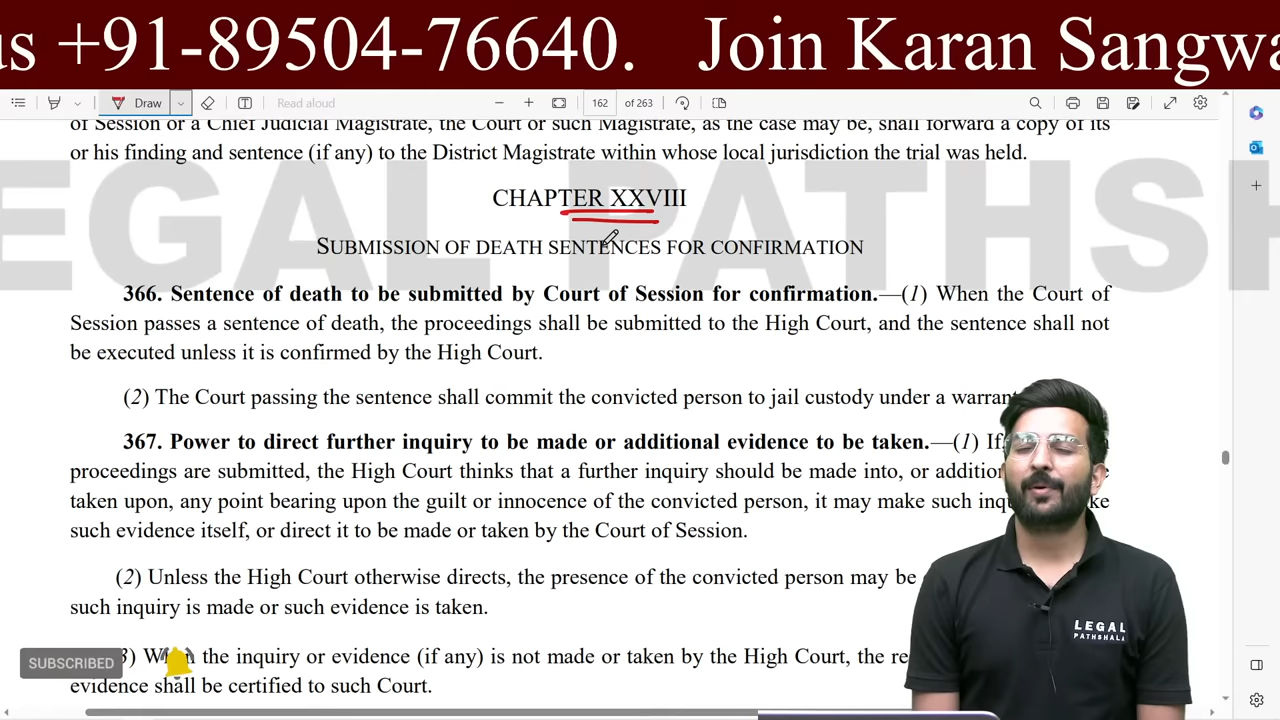 us +91-89504-76640. Join Karan Sangwa
Draw
Read aloud
162 of 263
of Session or a Chief Judicial Magistrate, the Court or such Magistrate, as the case may be, shall forward a copy of its
or his finding and sentence (if any) to the District Magistrate within whose local jurisdiction the trial was held.
EGAL PATHSH
CHAPTER XXVIII
SUBMISSION OF DEATH SENTENCES FOR CONFIRMATION
366. Sentence of death to be submitted by Court of Session for confirmation.—(1) When the Court of
Session passes a sentence of death, the proceedings shall be submitted to the High Court, and the sentence shall not
be executed unless it is confirmed by the High Court.
(2) The Court passing the sentence shall commit the convicted person to jail custody under a warrant
367. Power to direct further inquiry to be made or additional evidence to be taken.—(1) If
proceedings are submitted, the High Court thinks that a further inquiry should be made into, or
taken upon, any point bearing upon the guilt or innocence of the convicted person, it may make such
such evidence itself, or direct it to be made or taken by the Court of Session.
(2) Unless the High Court otherwise directs, the presence of the convicted person may be
such inquiry is made or such evidence is taken.
the inquiry or evidence (if any) is not made or taken by the High Court, the
evidence shall be certified to such Court.
SUBSCRIBED
LEGAL
PATHSHALA